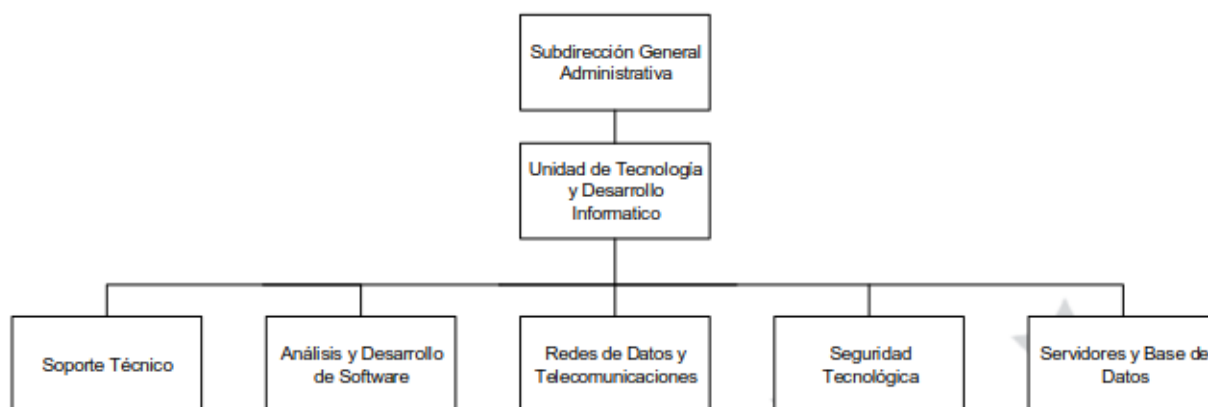 Subdirección General
Administrativa
Unidad de Tecnología
y Desarrollo
Informatico
Soporte Técnico
Análisis y Desarrollo
de Software
Redes de Datos y
Telecomunicaciones
Seguridad
Tecnológica
Servidores y Base de
Datos